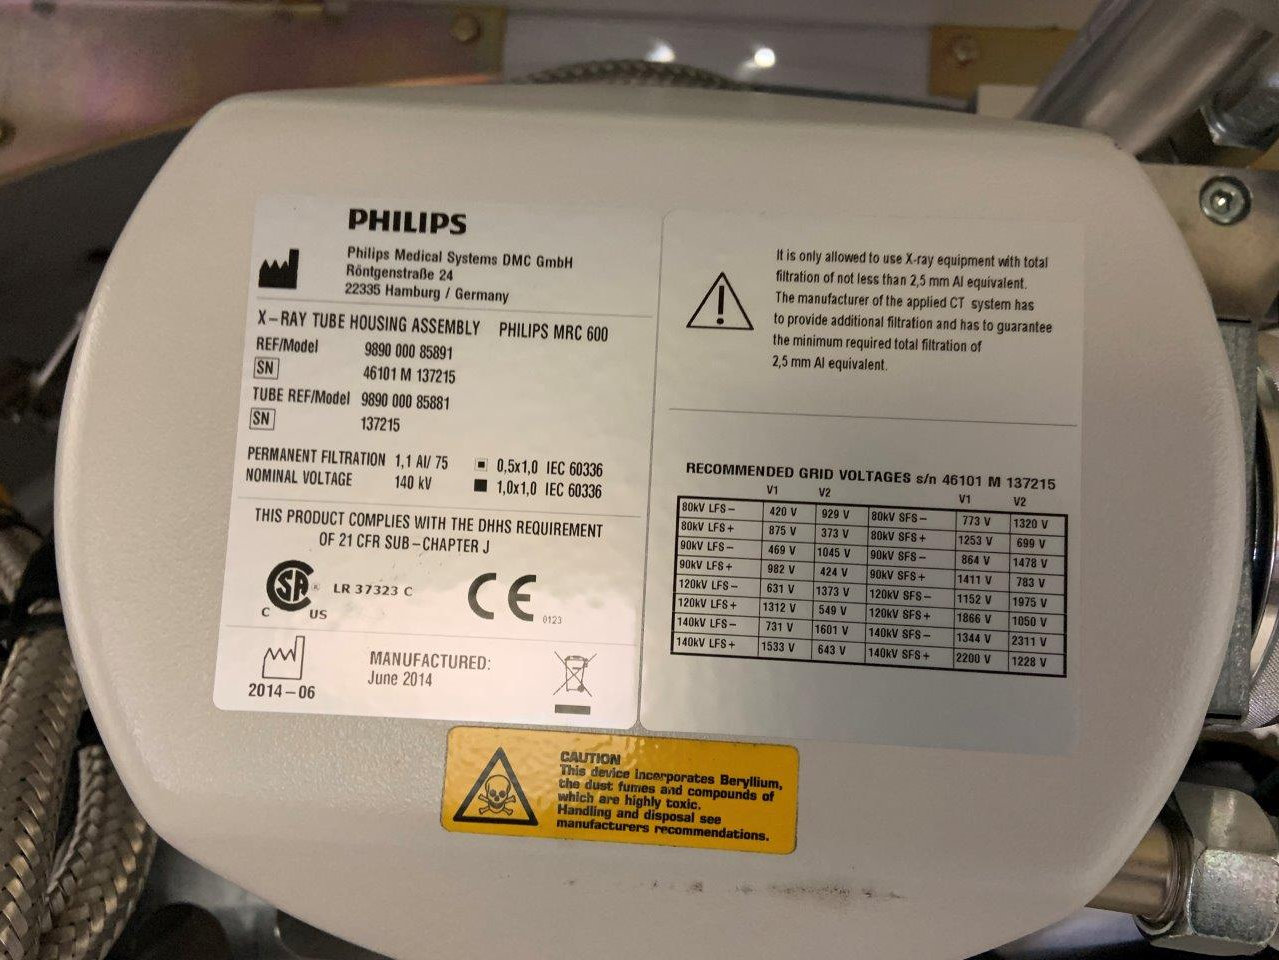 PHILIPS
Philips Medical Systems DMC GmbH
Röntgenstraße 24
22335 Hamburg / Germany
X-RAY TUBE HOUSING ASSEMBLY PHILIPS MRC 600
REF/Model 9890 000 85891
SN 46101 M 137215
TUBE REF/Model 9890 000 85881
SN 137215
PERMANENT FILTRATION 1,1 Al/ 75 0,5x1,0 IEC 60336
NOMINAL VOLTAGE 140 kV 1,0x1,0 IEC 60336
THIS PRODUCT COMPLIES WITH THE DHHS REQUIREMENT
OF 21 CFR SUB-CHAPTER J
SA ® LR 37323 C CE 0123
C US
2014-06
MANUFACTURED:
June 2014
It is only allowed to use X-ray equipment with total
filtration of not less than 2,5 mm Al equivalent.
The manufacturer of the applied CT system has
to provide additional filtration and has to guarantee
the minimum required total filtration of
2,5 mm Al equivalent.
RECOMMENDED GRID VOLTAGES s/n 46101 M 137215
V1 V2 V1 V2
80kV LFS- 420 V 929 V 80kV SFS- 773 V 1320 V
80kV LFS+ 875 V 373 V 80kV SFS+ 1253 V 699 V
90kV LFS- 469 V 1045 V 90kV SFS- 864 V 1478 V
90kV LFS+ 982 V 424 V 90kV SFS+ 1411 V 783 V
120kV LFS- 631 V 1373 V 120kV SFS- 1152 V 1975 V
120kV LFS+ 1312 V 549 V 120kV SFS+ 1866 V 1050 V
140kV LFS- 731 V 1601 V 140kV SFS- 1344 V 2311 V
140kV LFS+ 1533 V 643 V 140kV SFS+ 2200 V 1228 V
CAUTION
This device incorporates Beryllium,
the dust fumes and compounds of
which are highly toxic.
Handling and disposal see
manufacturers recommendations.